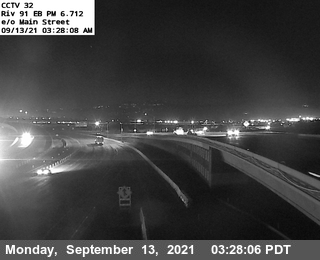 CCTV 32
Riv 91 EB PM 6.712
e/o Main Street
09/13/21 03:28:08 AM
Monday, September 13, 2021 03:28:06 PDT